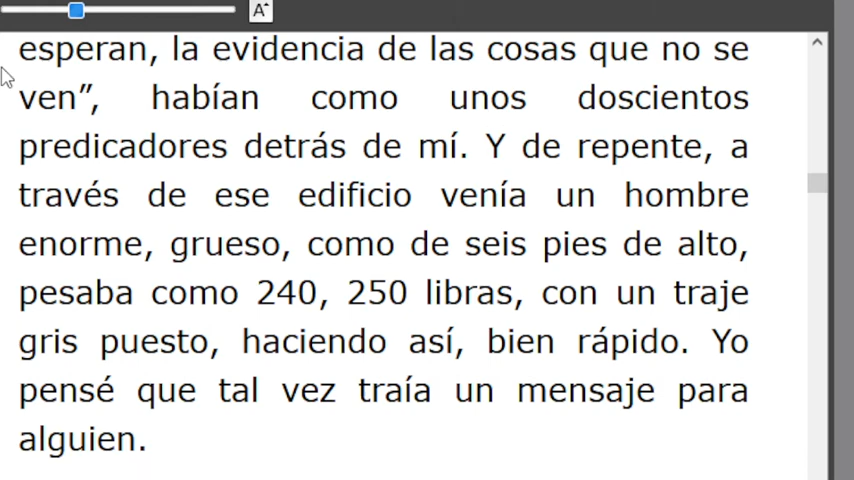 A
esperan, la evidencia de las cosas que no se
ven”, habían como unos doscientos
predicadores detrás de mí. Y de repente, a
través de ese edificio venía un hombre
enorme, grueso, como de seis pies de alto,
pesaba como 240, 250 libras, con un traje
gris puesto, haciendo así, bien rápido. Yo
pensé que tal vez traía un mensaje para
alguien.